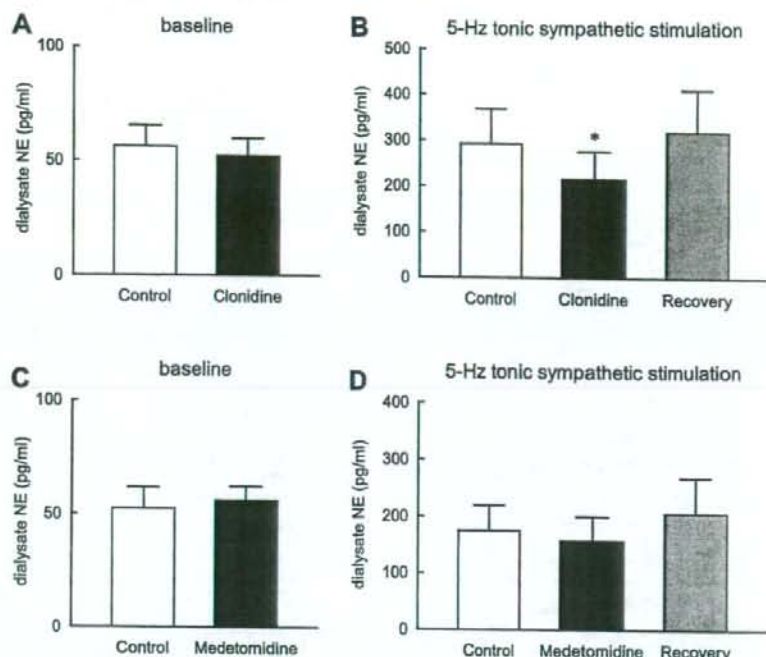 A
baseline
100
50
0
dialysate NE (pg/ml)
Control
Clonidine
B
5-Hz tonic sympathetic stimulation
500
400
300
200
100
0
dialysate NE (pg/ml)
*
Control
Clonidine
Recovery
C
baseline
100
50
0
dialysate NE (pg/ml)
Control
Medetomidine
D
5-Hz tonic sympathetic stimulation
400
300
200
100
0
dialysate NE (pg/ml)
Control
Medetomidine
Recovery